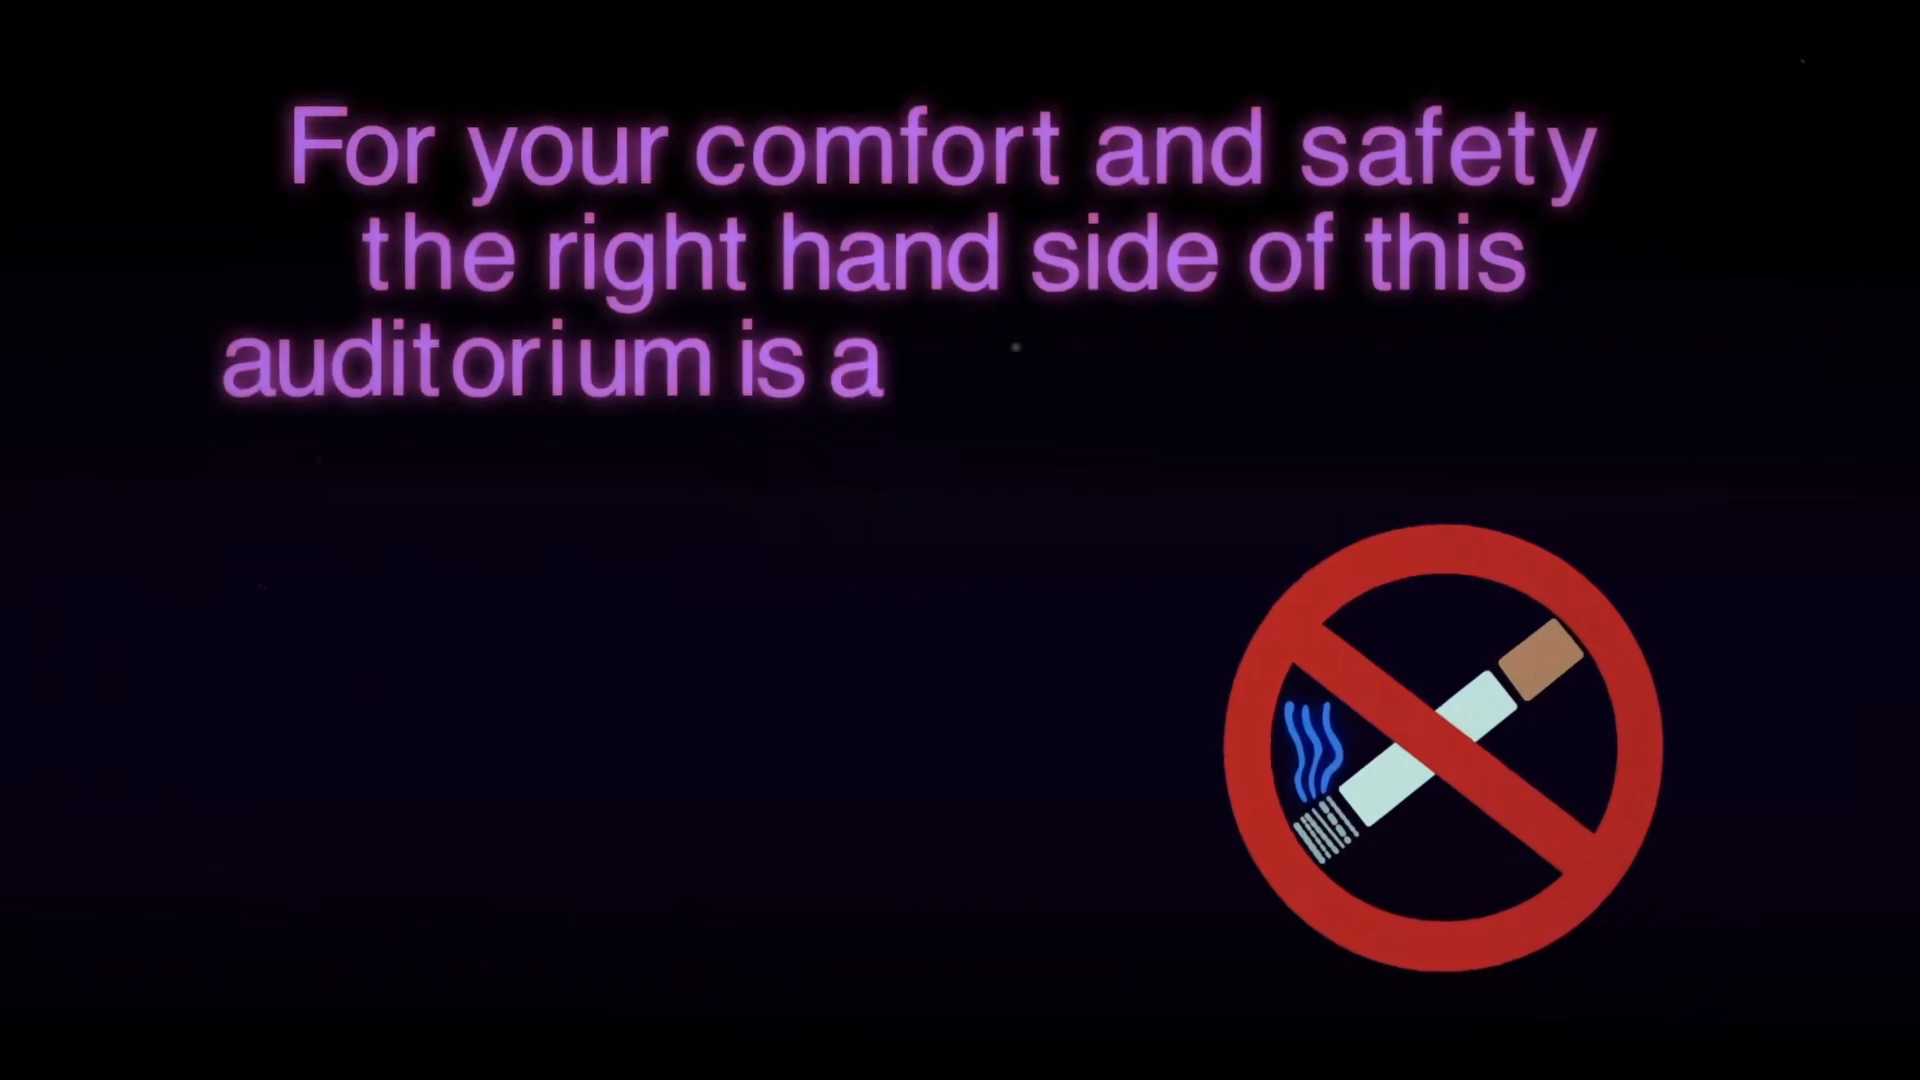 For your comfort and safety
the right hand side of this
auditorium is a